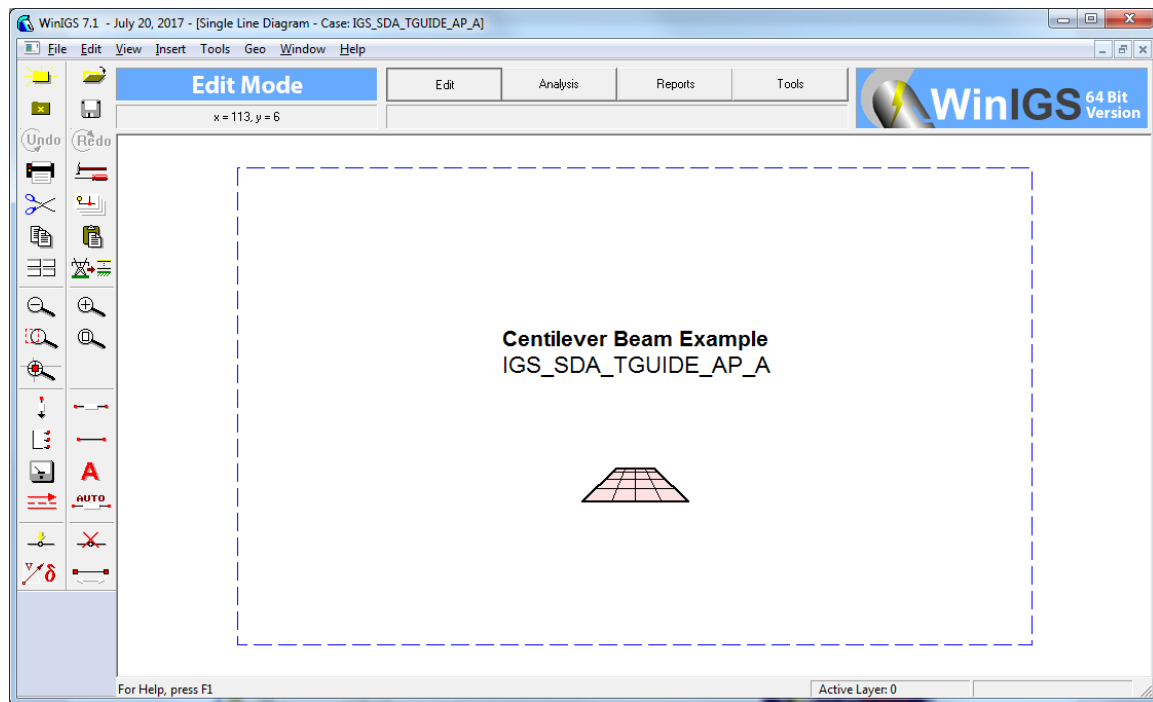 WinIGS 7.1 - July 20, 2017 - [Single Line Diagram - Case: IGS_SDA_TGUIDE_AP_A]
File Edit View Insert Tools Geo Window Help
Edit Mode
Edit Analysis Reports Tools
WinIGS 64 Bit Version
x = 113, y = 6
Undo Redo
Centilever Beam Example
IGS_SDA_TGUIDE_AP_A
A
AUTO
V δ
For Help, press F1
Active Layer: 0